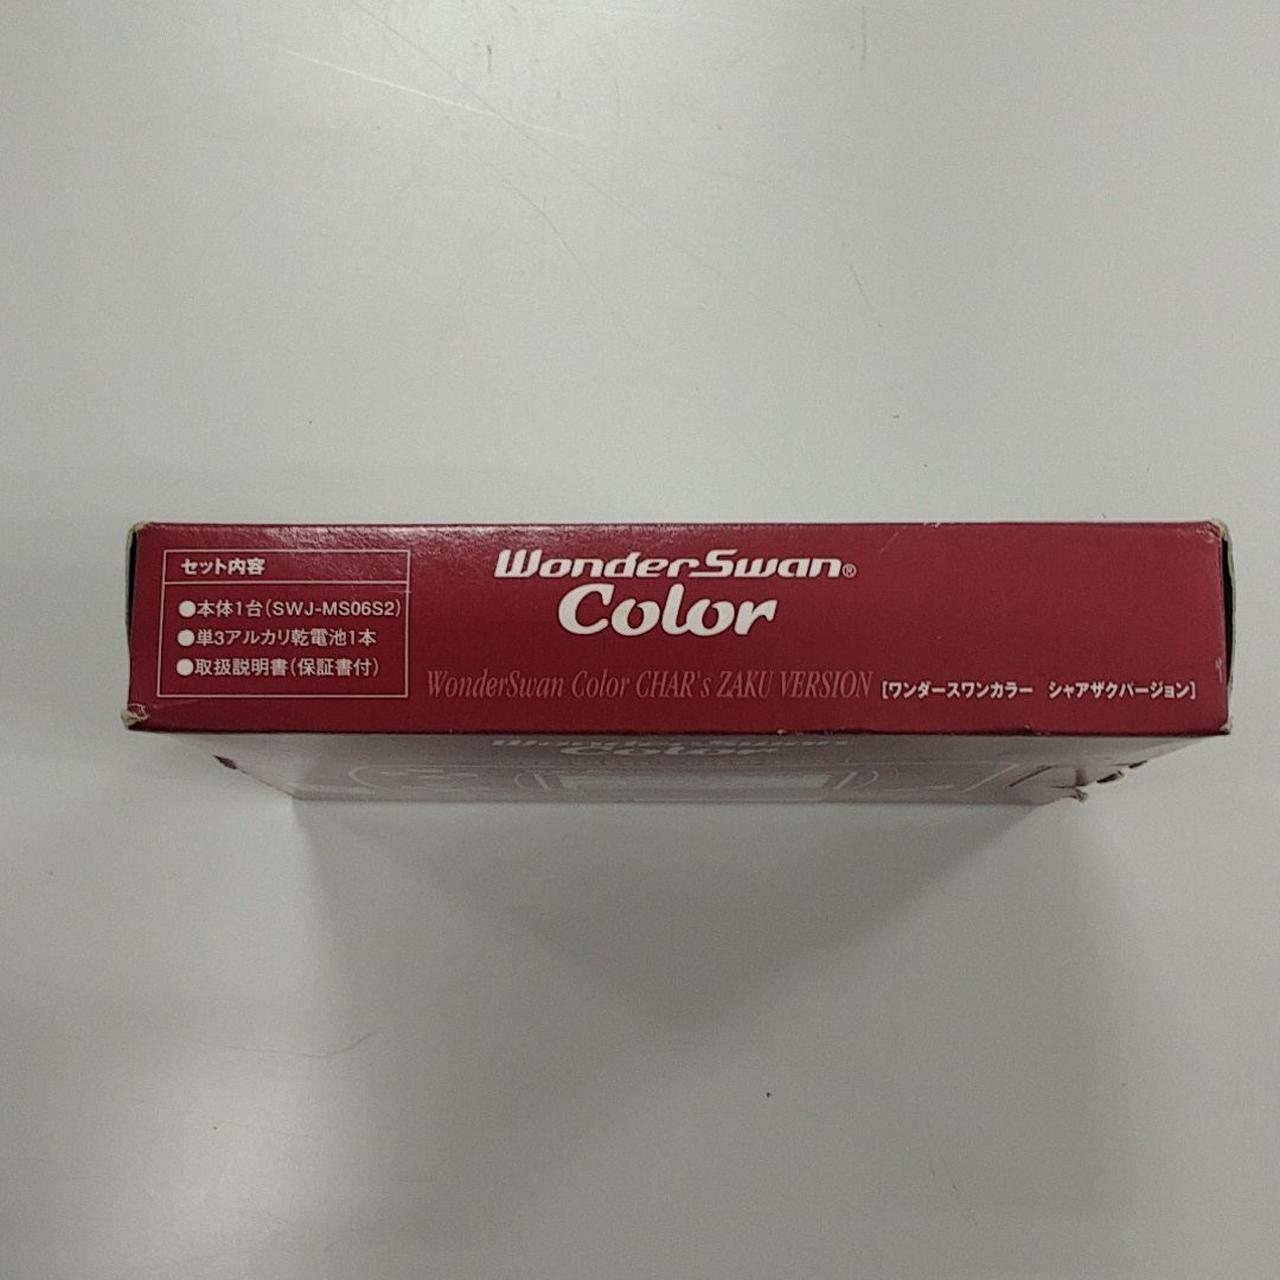 セット内容
●本体1台(SWJ-MS06S2)
●単3アルカリ乾電池1本
●取扱説明書(保証書付)
WonderSwan®
Color
WonderSwan Color CHAR's ZAKU VERSION [ワンダースワンカラー シャアザクバージョン]
WonderSwan
Color